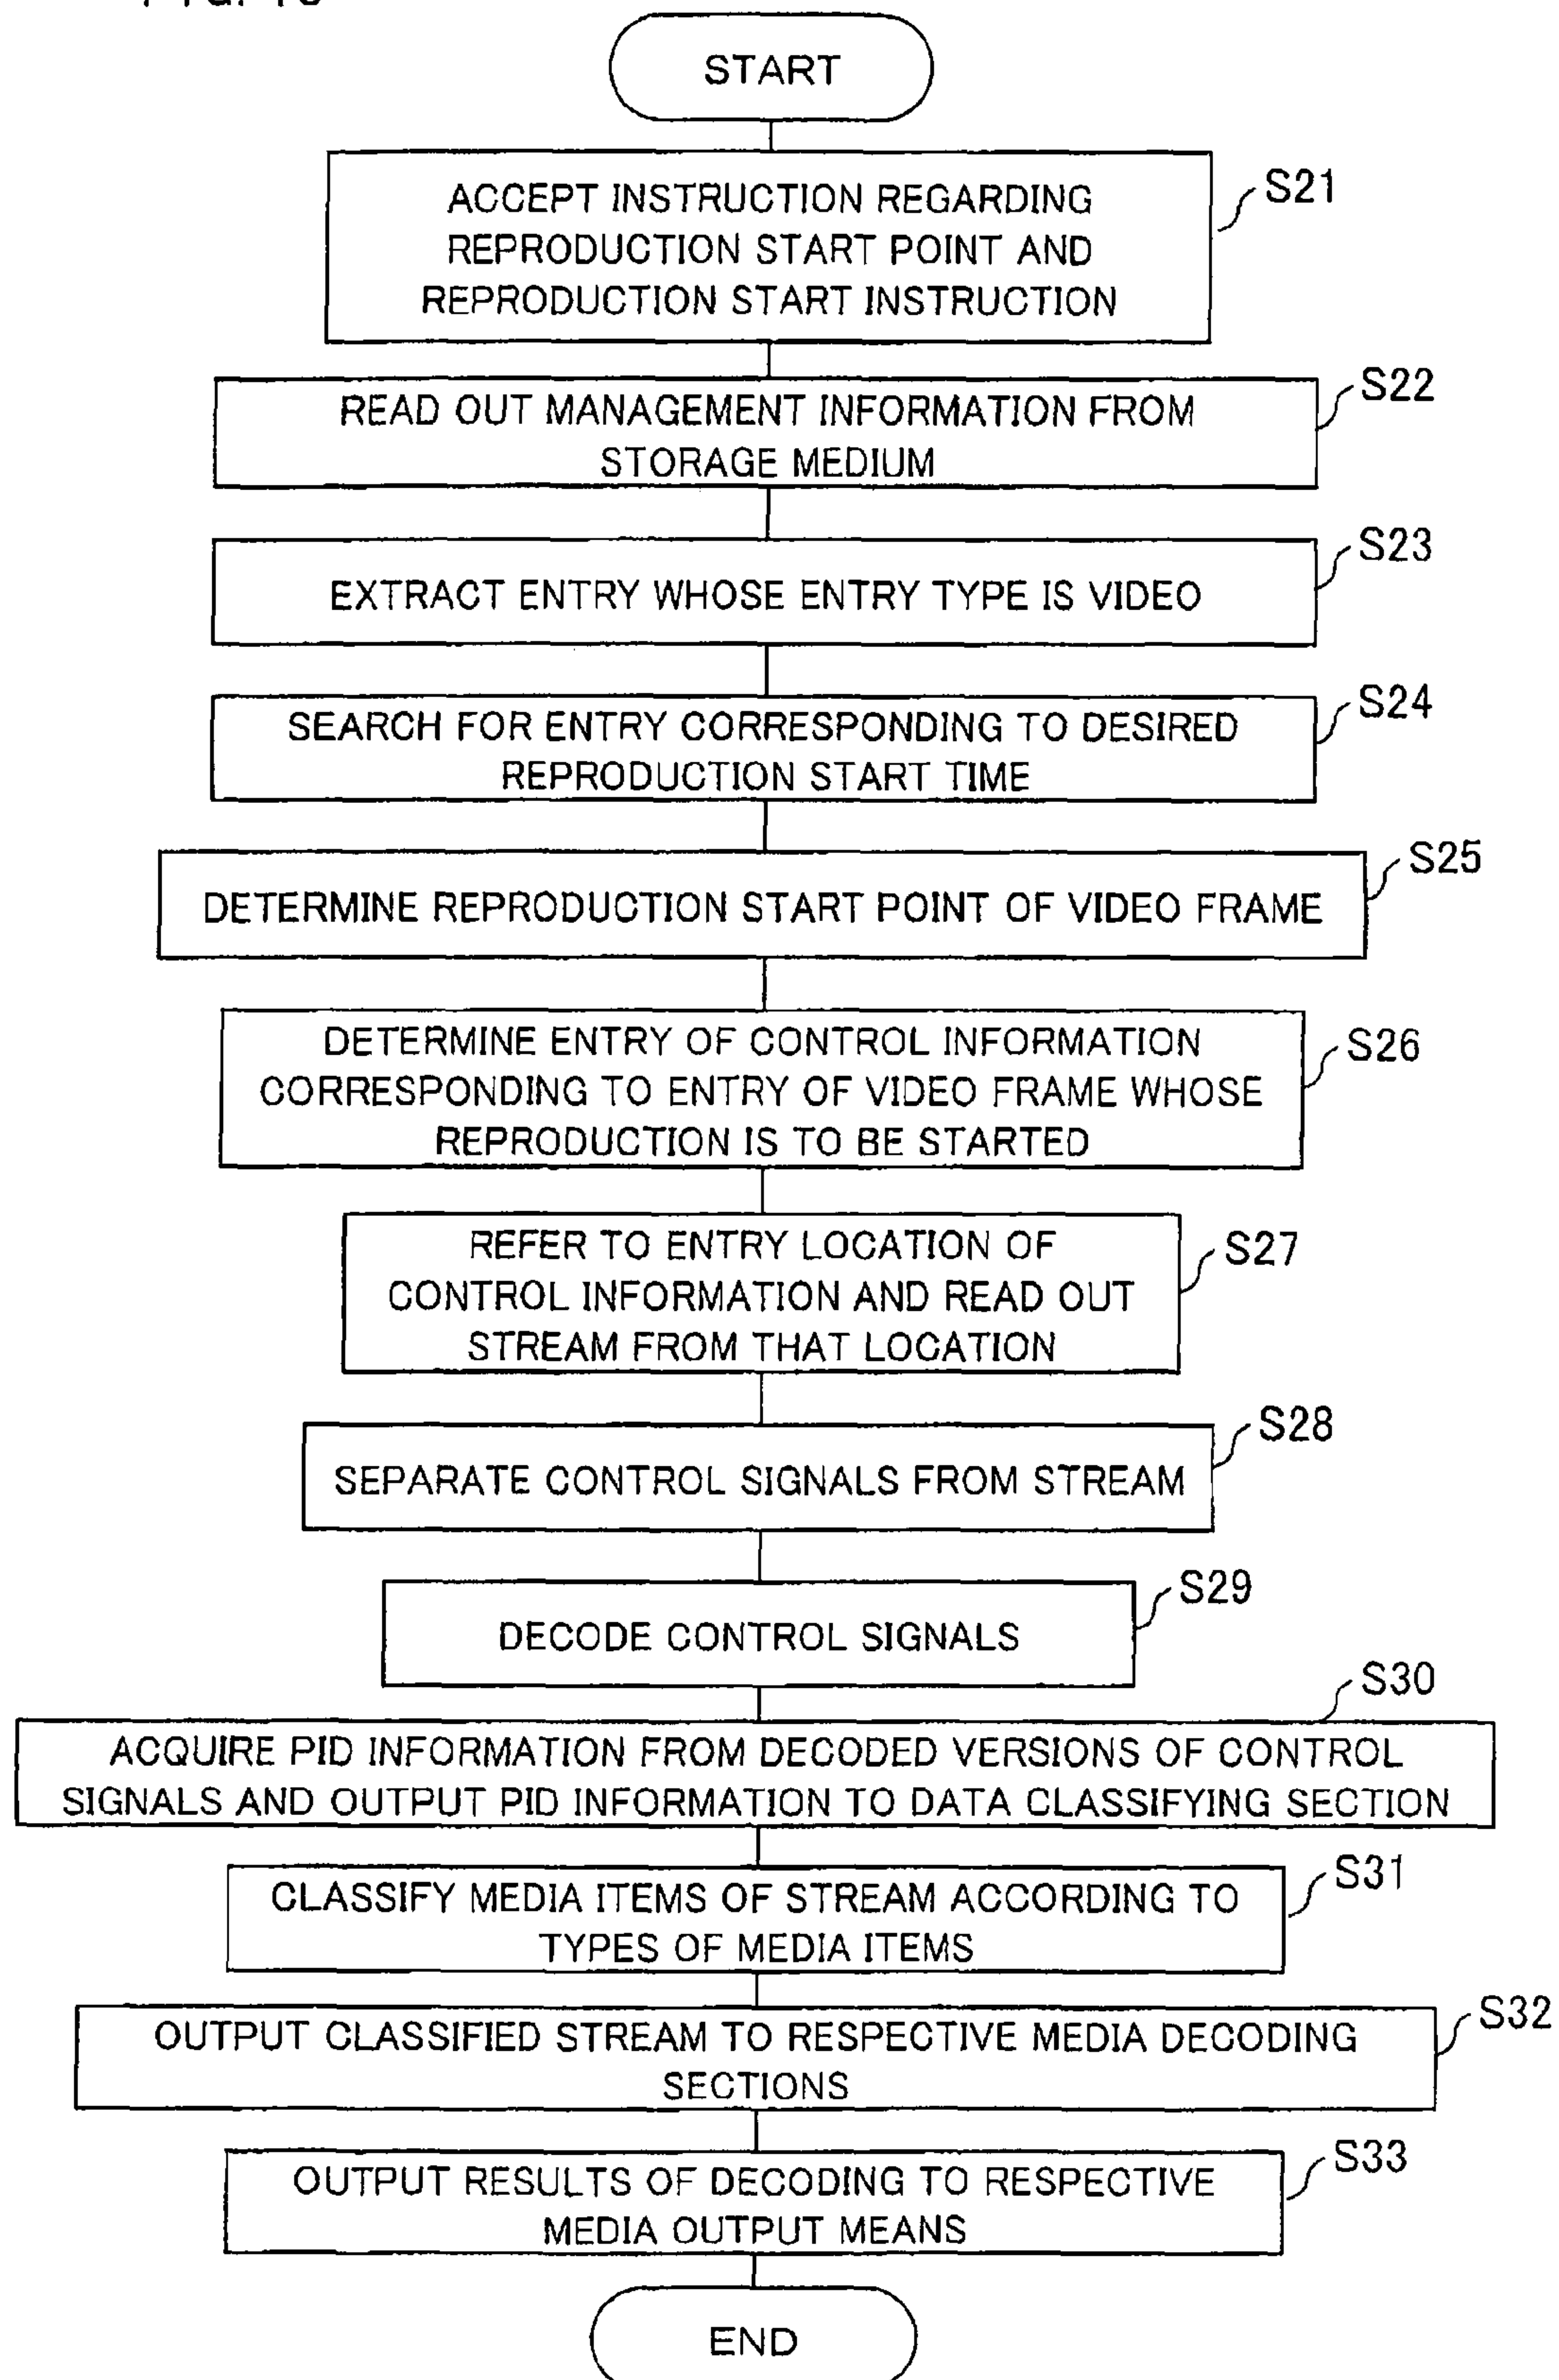 START
ACCEPT INSTRUCTION REGARDING
REPRODUCTION START POINT AND
REPRODUCTION START INSTRUCTION
S21
READ OUT MANAGEMENT INFORMATION FROM
STORAGE MEDIUM
S22
EXTRACT ENTRY WHOSE ENTRY TYPE IS VIDEO
S23
SEARCH FOR ENTRY CORRESPONDING TO DESIRED
REPRODUCTION START TIME
S24
DETERMINE REPRODUCTION START POINT OF VIDEO FRAME
S25
DETERMINE ENTRY OF CONTROL INFORMATION
CORRESPONDING TO ENTRY OF VIDEO FRAME WHOSE
REPRODUCTION IS TO BE STARTED
S26
REFER TO ENTRY LOCATION OF
CONTROL INFORMATION AND READ OUT
STREAM FROM THAT LOCATION
S27
SEPARATE CONTROL SIGNALS FROM STREAM
S28
DECODE CONTROL SIGNALS
S29
ACQUIRE PID INFORMATION FROM DECODED VERSIONS OF CONTROL
SIGNALS AND OUTPUT PID INFORMATION TO DATA CLASSIFYING SECTION
S30
CLASSIFY MEDIA ITEMS OF STREAM ACCORDING TO
TYPES OF MEDIA ITEMS
S31
OUTPUT CLASSIFIED STREAM TO RESPECTIVE MEDIA DECODING
SECTIONS
S32
OUTPUT RESULTS OF DECODING TO RESPECTIVE
MEDIA OUTPUT MEANS
S33
END